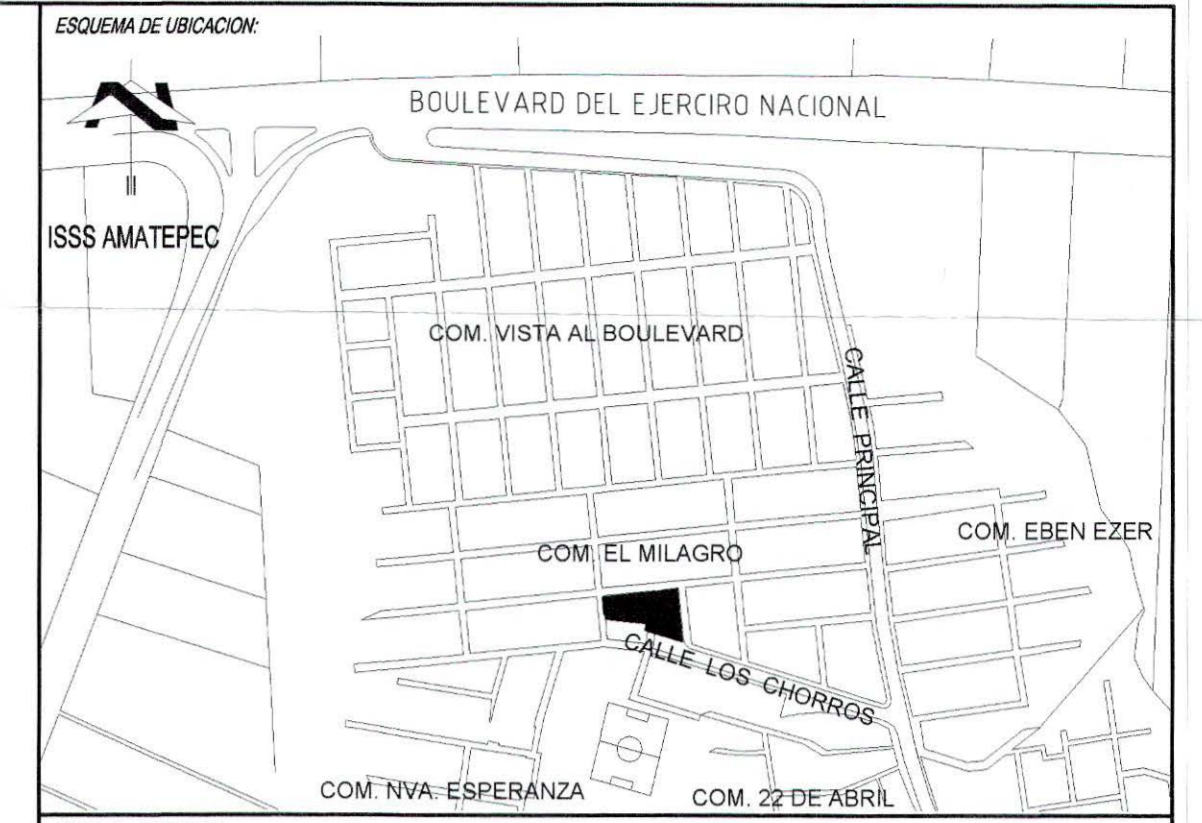 ESQUEMA DE UBICACION:
BOULEVARD DEL EJERCIRO NACIONAL
ISSS AMATEPEC
COM. VISTA AL BOULEVARD
CALLE PRINCIPAL
COM. EBEN EZER
COM. EL MILAGRO
CALLE LOS CHORROS
COM. NVA. ESPERANZA
COM. 22 DE ABRIL